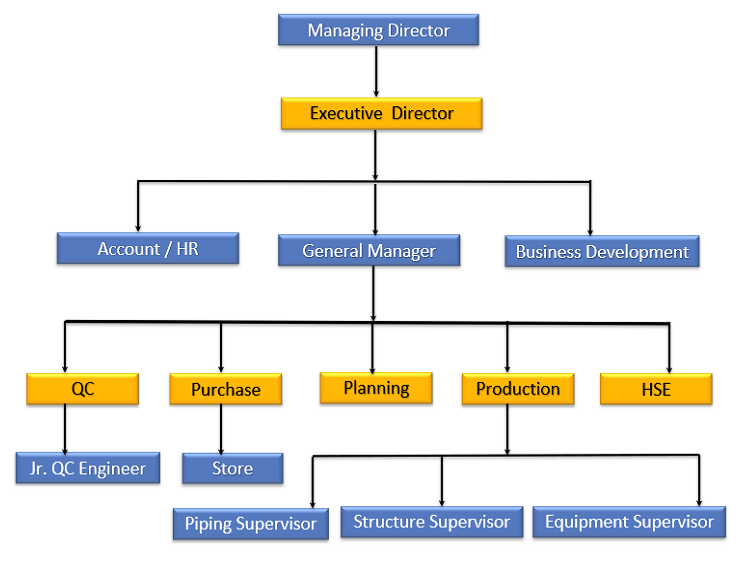 Managing Director
Executive Director
Account / HR
General Manager
Business Development
QC
Purchase
Planning
Production
HSE
Jr. QC Engineer
Store
Piping Supervisor
Structure Supervisor
Equipment Supervisor